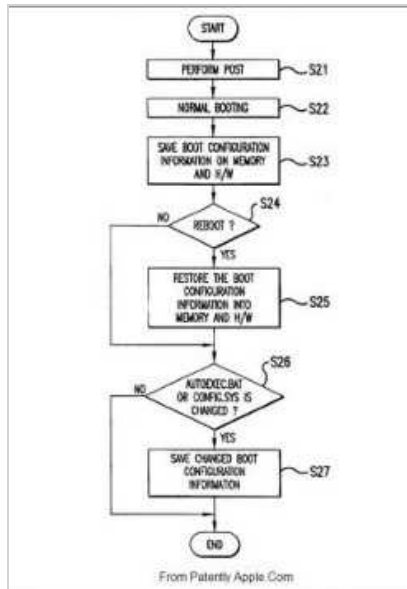 START
PERFORM POST
S21
NORMAL BOOTING
S22
SAVE BOOT CONFIGURATION
INFORMATION ON MEMORY
AND H/W
S23
S24
NO
REBOOT ?
YES
RESTORE THE BOOT
CONFIGURATION
INFORMATION INTO
MEMORY AND H/W
S25
S26
NO
AUTOEXEC.BAT
OR CONFIG.SYS IS
CHANGED ?
YES
SAVE CHANGED BOOT
CONFIGURATION
INFORMATION
S27
END
From Patently Apple.Com